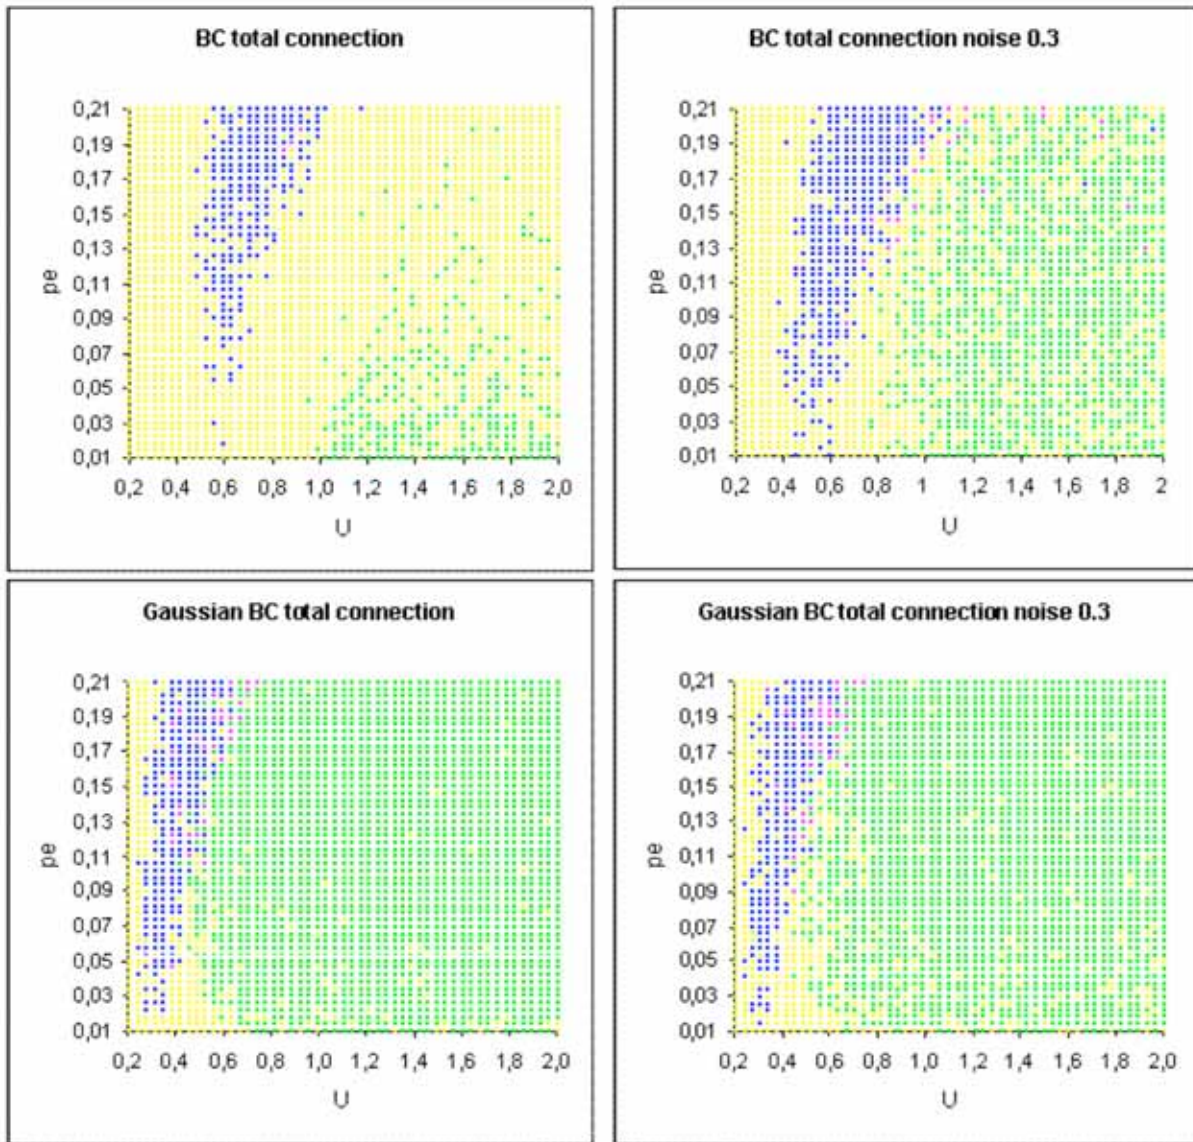 BC total connection
0,21
0,19
0,17
0,15
0,13
0,11
0,09
0,07
0,05
0,03
0,01
pe
0,2 0,4 0,6 0,8 1,0 1,2 1,4 1,6 1,8 2,0
U
BC total connection noise 0.3
0,21
0,19
0,17
0,15
0,13
0,11
0,09
0,07
0,05
0,03
0,01
pe
0,2 0,4 0,6 0,8 1 1,2 1,4 1,6 1,8 2
U
Gaussian BC total connection
0,21
0,19
0,17
0,15
0,13
0,11
0,09
0,07
0,05
0,03
0,01
pe
0,2 0,4 0,6 0,8 1,0 1,2 1,4 1,6 1,8 2,0
U
Gaussian BC total connection noise 0.3
0,21
0,19
0,17
0,15
0,13
0,11
0,09
0,07
0,05
0,03
0,01
pe
0,2 0,4 0,6 0,8 1,0 1,2 1,4 1,6 1,8 2,0
U